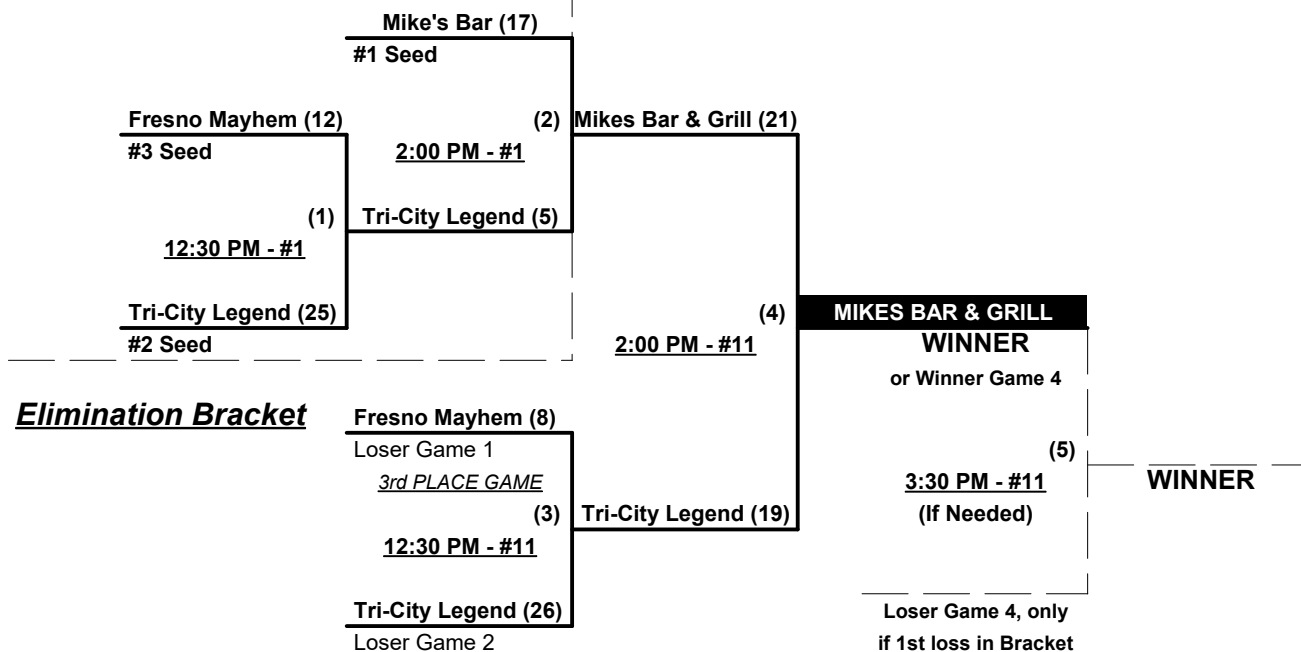 Mike's Bar (17)
#1 Seed
Fresno Mayhem (12)
(2)
Mikes Bar & Grill (21)
#3 Seed
2:00 PM - #1
(1)
Tri-City Legend (5)
12:30 PM - #1
Tri-City Legend (25)
#2 Seed
(4)
MIKES BAR & GRILL
2:00 PM - #11
WINNER
or Winner Game 4
Elimination Bracket
Fresno Mayhem (8)
Loser Game 1
3rd PLACE GAME
(5)
3:30 PM - #11
WINNER
(If Needed)
(3)
Tri-City Legend (19)
12:30 PM - #11
Tri-City Legend (26)
Loser Game 2
Loser Game 4, only
if 1st loss in Bracket